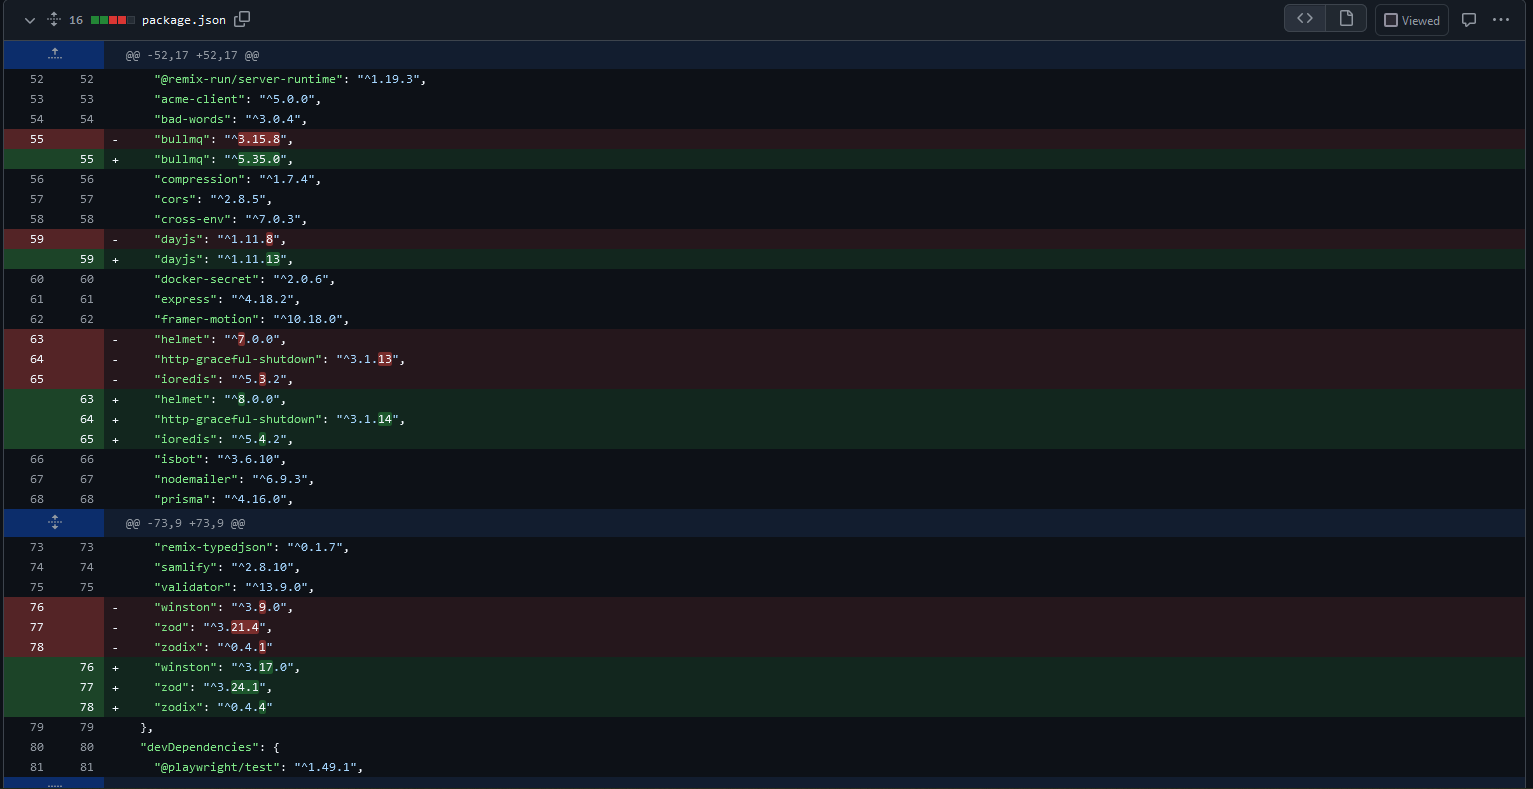 16 package.json Viewed
@@ -52,17 +52,17 @@
52 52 "@remix-run/server-runtime": "^1.19.3",
53 53 "acme-client": "^5.0.0",
54 54 "bad-words": "^3.0.4",
55 - "bullmq": "^3.15.8",
55 + "bullmq": "^5.35.0",
56 56 "compression": "^1.7.4",
57 57 "cors": "^2.8.5",
58 58 "cross-env": "^7.0.3",
59 - "dayjs": "^1.11.8",
59 + "dayjs": "^1.11.13",
60 60 "docker-secret": "^2.0.6",
61 61 "express": "^4.18.2",
62 62 "framer-motion": "^10.18.0",
63 - "helmet": "^7.0.0",
64 - "http-graceful-shutdown": "^3.1.13",
65 - "ioredis": "^5.3.2",
63 + "helmet": "^8.0.0",
64 + "http-graceful-shutdown": "^3.1.14",
65 + "ioredis": "^5.4.2",
66 66 "isbot": "^3.6.10",
67 67 "nodemailer": "^6.9.3",
68 68 "prisma": "^4.16.0",
@@ -73,9 +73,9 @@
73 73 "remix-typedjson": "^0.1.7",
74 74 "samlify": "^2.8.10",
75 75 "validator": "^13.9.0",
76 - "winston": "^3.9.0",
77 - "zod": "^3.21.4",
78 - "zodix": "^0.4.1"
76 + "winston": "^3.17.0",
77 + "zod": "^3.24.1",
78 + "zodix": "^0.4.4"
79 79 },
80 80 "devDependencies": {
81 81 "@playwright/test": "^1.49.1",